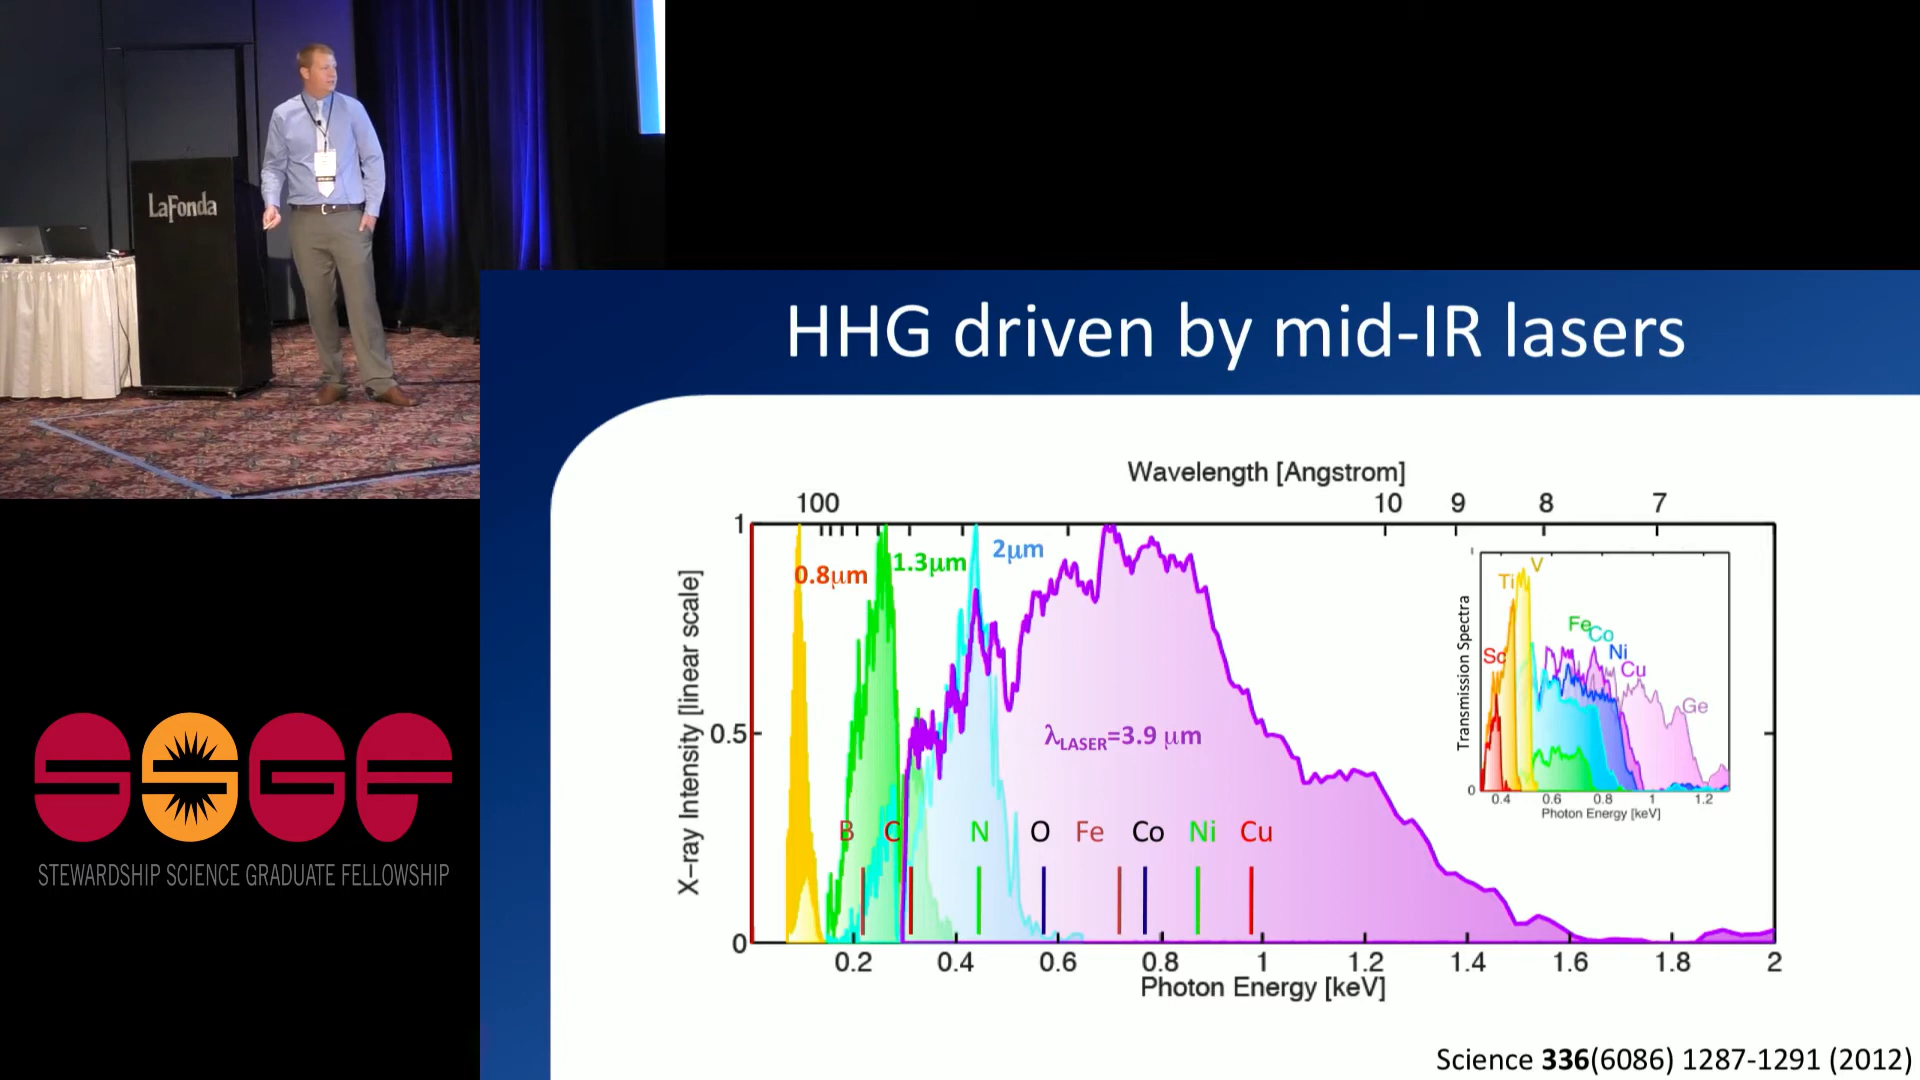 LaFonda
HHG driven by mid-IR lasers
Wavelength [Angstrom]
100 10 9 8 7
1
0.5
0
X-ray Intensity [linear scale]
0.8μm
1.3μm
2μm
λLASER=3.9 μm
B C N O Fe Co Ni Cu
0.2 0.4 0.6 0.8 1 1.2 1.4 1.6 1.8 2
Photon Energy [keV]
Transmission Spectra
1
0
Sc
Ti
V
Fe
Co
Ni
Cu
Ge
0.4 0.6 0.8 1 1.2
Photon Energy [keV]
Science 336(6086) 1287-1291 (2012)
SSGF
STEWARDSHIP SCIENCE GRADUATE FELLOWSHIP